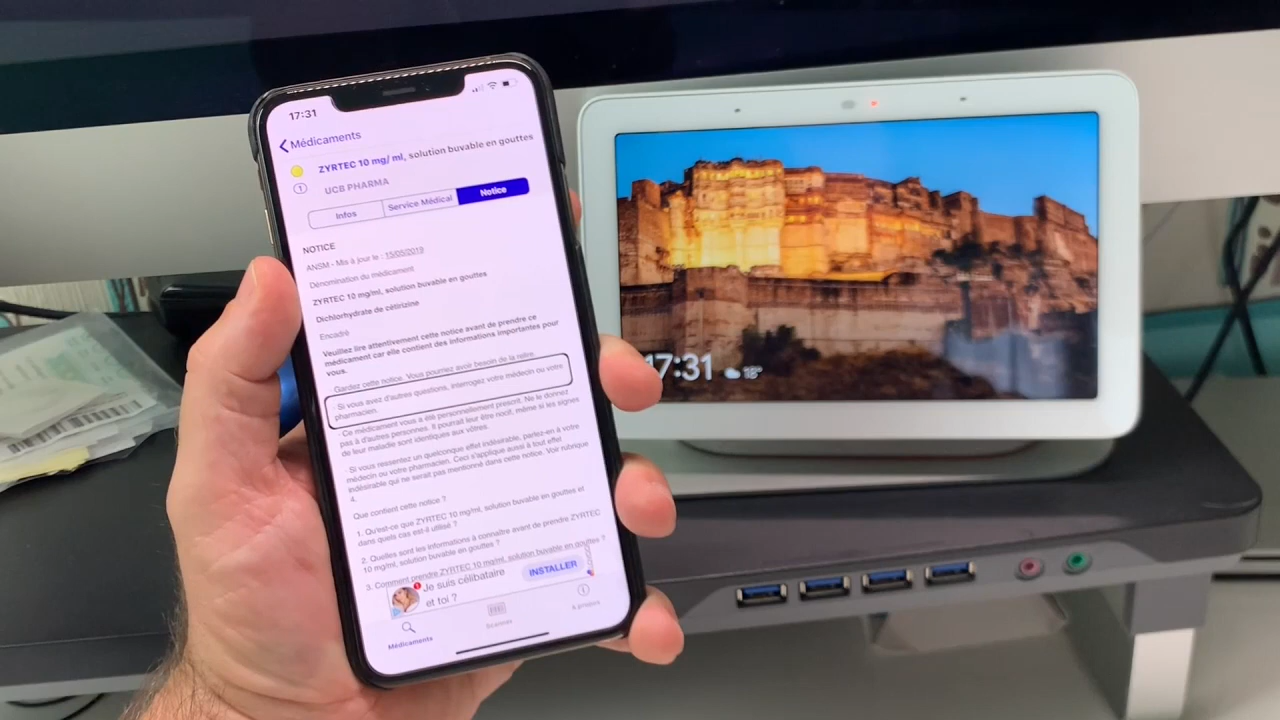 17:31
Médicaments
ZYRTEC 10 mg/ ml, solution buvable en gouttes
1
UCB PHARMA
Infos
Service Médical
Notice
NOTICE
ANSM - Mis à jour le : 15/05/2019
Dénomination du médicament
ZYRTEC 10 mg/ml, solution buvable en gouttes
Dichlorhydrate de cétirizine
Encadré
Veuillez lire attentivement cette notice avant de prendre ce
médicament car elle contient des informations importantes pour
vous.
· Gardez cette notice. Vous pourriez avoir besoin de la relire.
· Si vous avez d'autres questions, interrogez votre médecin ou votre
pharmacien.
· Ce médicament vous a été personnellement prescrit. Ne le donnez
pas à d'autres personnes. Il pourrait leur être nocif, même si les signes
de leur maladie sont identiques aux vôtres.
· Si vous ressentez un quelconque effet indésirable, parlez-en à votre
médecin ou votre pharmacien. Ceci s'applique aussi à tout effet
indésirable qui ne serait pas mentionné dans cette notice. Voir rubrique
4.
Que contient cette notice ?
1. Qu'est-ce que ZYRTEC 10 mg/ml, solution buvable en gouttes et
dans quels cas est-il utilisé ?
2. Quelles sont les informations à connaître avant de prendre ZYRTEC
10 mg/ml, solution buvable en gouttes ?
3. Comment prendre ZYRTEC 10 mg/ml, solution buvable en gouttes ?
Je suis célibataire
et toi ?
INSTALLER
Médicaments
Scanner
A propos
17:31
18°